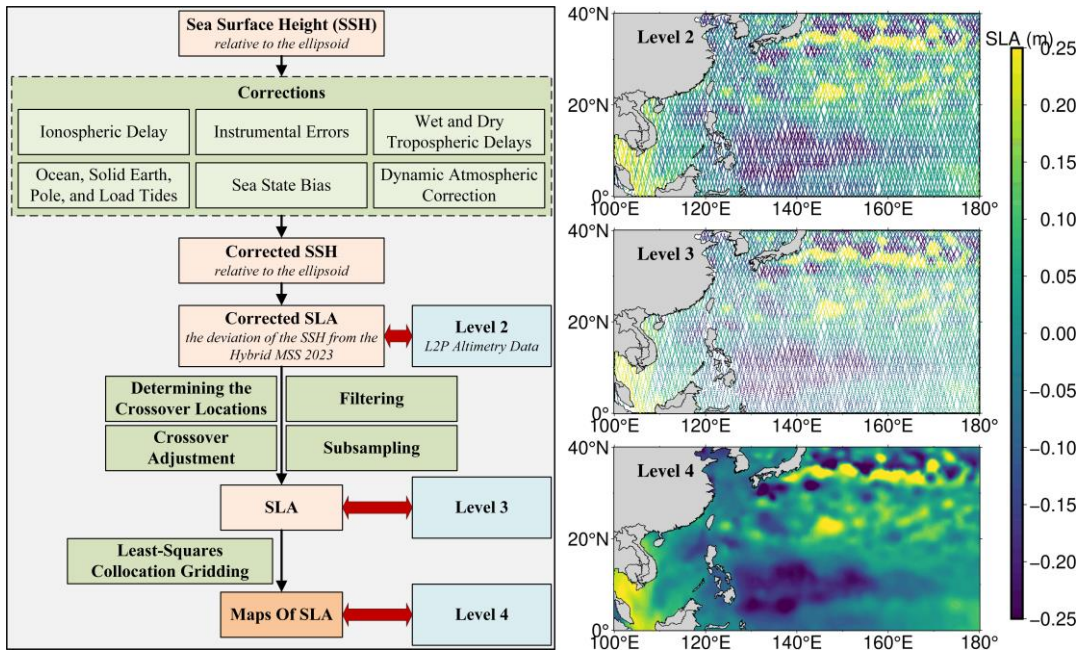 Sea Surface Height (SSH)
relative to the ellipsoid
Corrections
Ionospheric Delay
Instrumental Errors
Wet and Dry
Tropospheric Delays
Ocean, Solid Earth,
Pole, and Load Tides
Sea State Bias
Dynamic Atmospheric
Correction
Corrected SSH
relative to the ellipsoid
Corrected SLA
the deviation of the SSH from the
Hybrid MSS 2023
Level 2
L2P Altimetry Data
Determining the
Crossover Locations
Filtering
Crossover
Adjustment
Subsampling
SLA
Level 3
Least-Squares
Collocation Gridding
Maps Of SLA
Level 4
40°N
Level 2
20°N
0°
100°E
120°E
140°E
160°E
180°
40°N
Level 3
20°N
0°
100°E
120°E
140°E
160°E
180°
40°N
Level 4
20°N
0°
100°E
120°E
140°E
160°E
180°
SLA (m)
0.25
0.20
0.15
0.10
0.05
0.00
−0.05
−0.10
−0.15
−0.20
−0.25